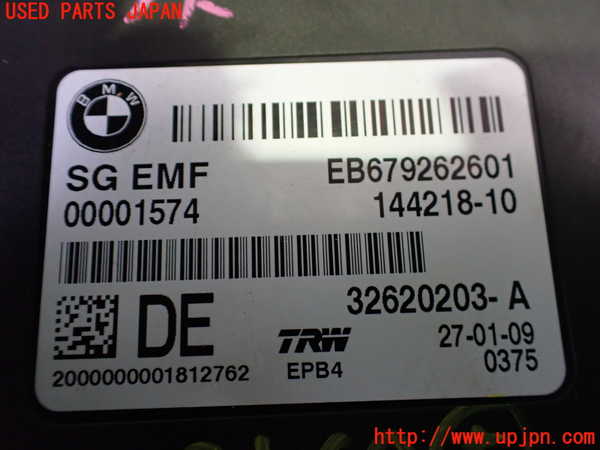 USED PARTS JAPAN
BMW
SG EMF
EB679262601
00001574
144218-10
DE
32620203-A
TRW
27-01-09
EPB4
0375
2000000001812762
http://www.upjpn.com/